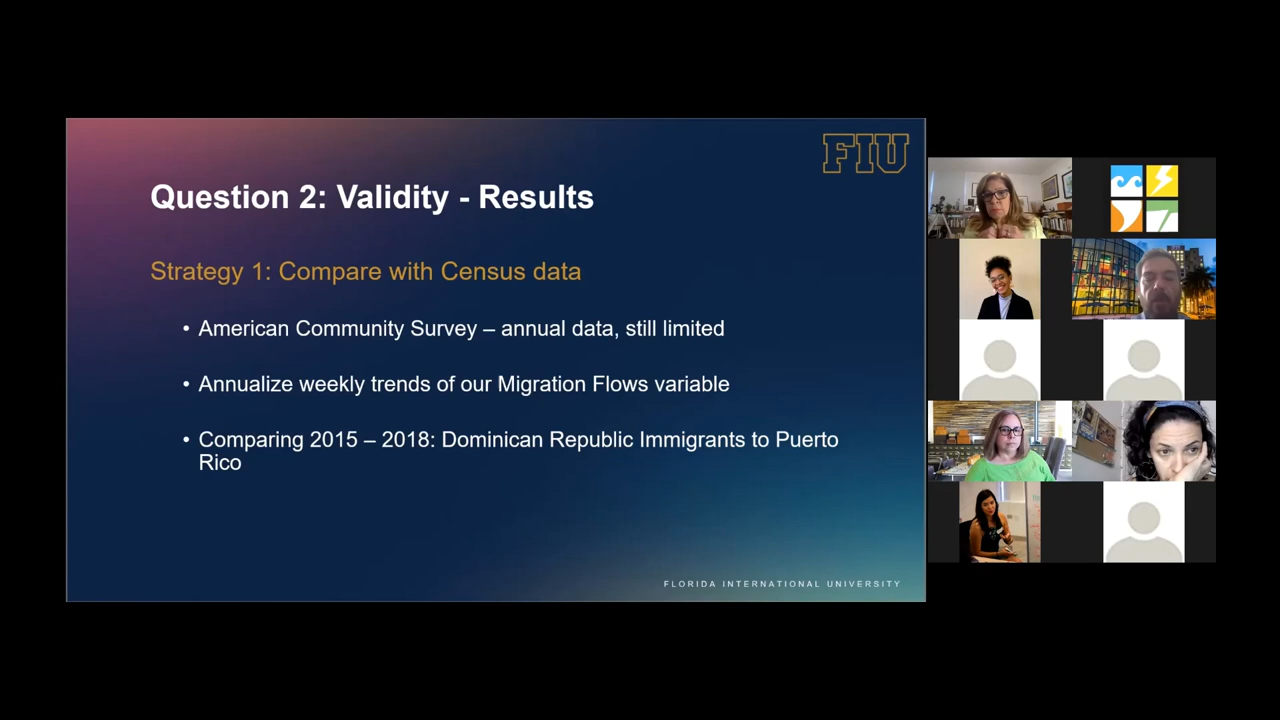 FIU
Question 2: Validity - Results
Strategy 1: Compare with Census data
• American Community Survey – annual data, still limited
• Annualize weekly trends of our Migration Flows variable
• Comparing 2015 – 2018: Dominican Republic Immigrants to Puerto
Rico
FLORIDA INTERNATIONAL UNIVERSITY